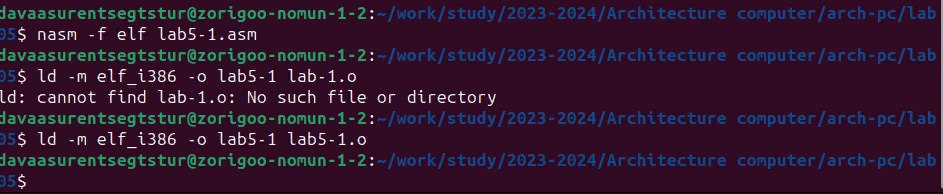 davaasurentsegtstur@zorigoo-nomun-1-2:~/work/study/2023-2024/Architecture computer/arch-pc/lab
05$ nasm -f elf lab5-1.asm
davaasurentsegtstur@zorigoo-nomun-1-2:~/work/study/2023-2024/Architecture computer/arch-pc/lab
05$ ld -m elf_i386 -o lab5-1 lab-1.o
ld: cannot find lab-1.o: No such file or directory
davaasurentsegtstur@zorigoo-nomun-1-2:~/work/study/2023-2024/Architecture computer/arch-pc/lab
05$ ld -m elf_i386 -o lab5-1 lab5-1.o
davaasurentsegtstur@zorigoo-nomun-1-2:~/work/study/2023-2024/Architecture computer/arch-pc/lab
05$